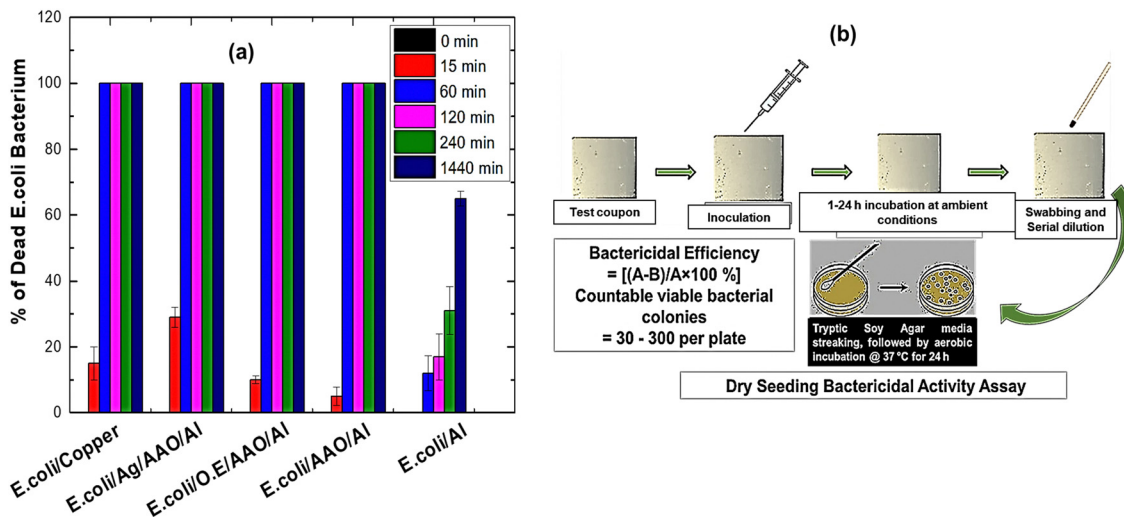 (a)
% of Dead E.coli Bacterium
120
100
80
60
40
20
0
0 min
15 min
60 min
120 min
240 min
1440 min
E.coli/Copper
E.coli/Ag/AAO/Al
E.coli/O.E/AAO/Al
E.coli/AAO/Al
E.coli/Al
(b)
Test coupon
Inoculation
1-24 h incubation at ambient
conditions
Swabbing and
Serial dilution
Bactericidal Efficiency
= [(A-B)/A×100 %]
Countable viable bacterial
colonies
= 30 - 300 per plate
Tryptic Soy Agar media
streaking, followed by aerobic
incubation @ 37 °C for 24 h
Dry Seeding Bactericidal Activity Assay